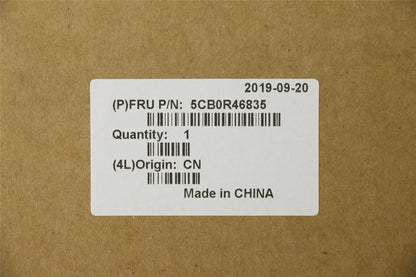 2019-09-20
(P)FRU P/N: 5CB0R46835
Quantity: 1
(4L)Origin: CN
Made in CHINA